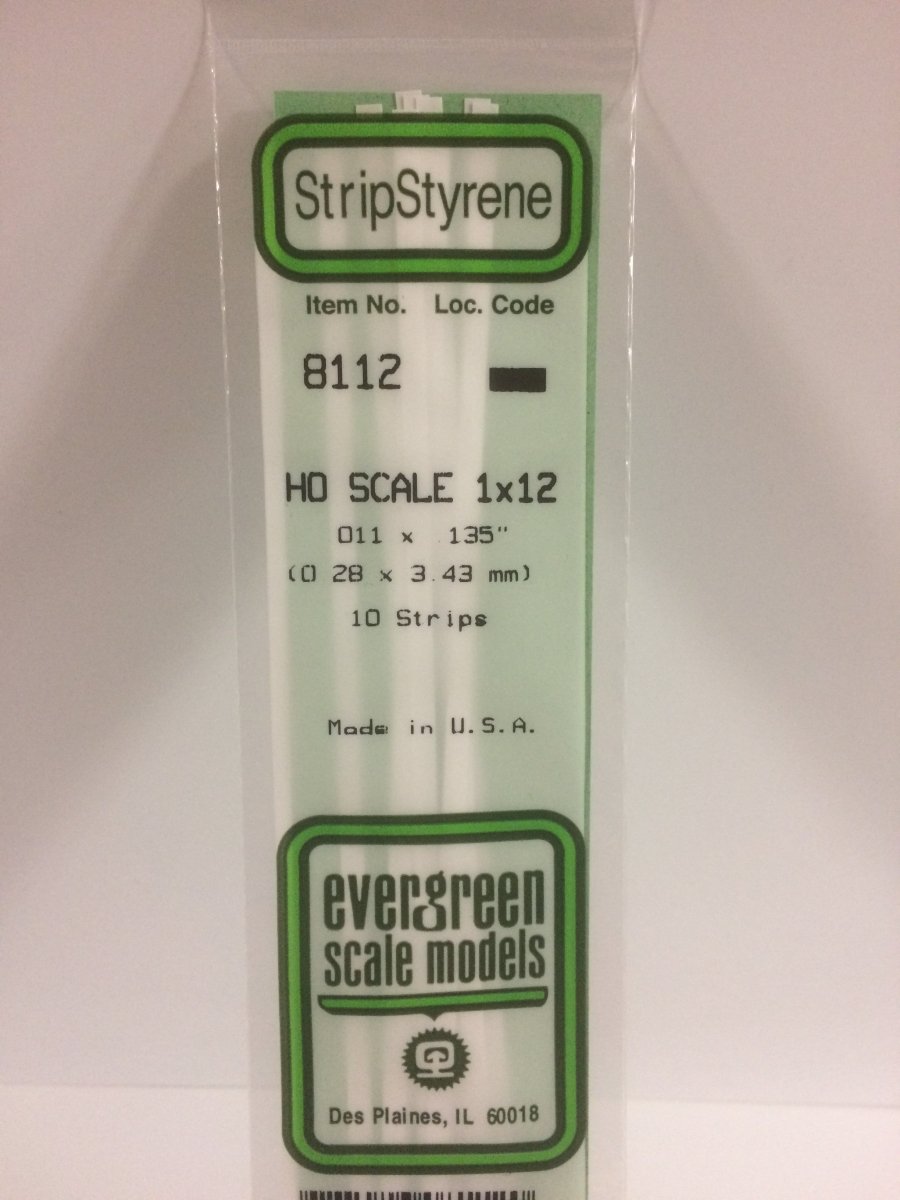 StripStyrene
Item No. Loc. Code
8112
HO SCALE 1x12
011 x .135"
(0 28 x 3.43 mm)
10 Strips
Made in U.S.A.
evergreen
scale models
Des Plaines, IL 60018